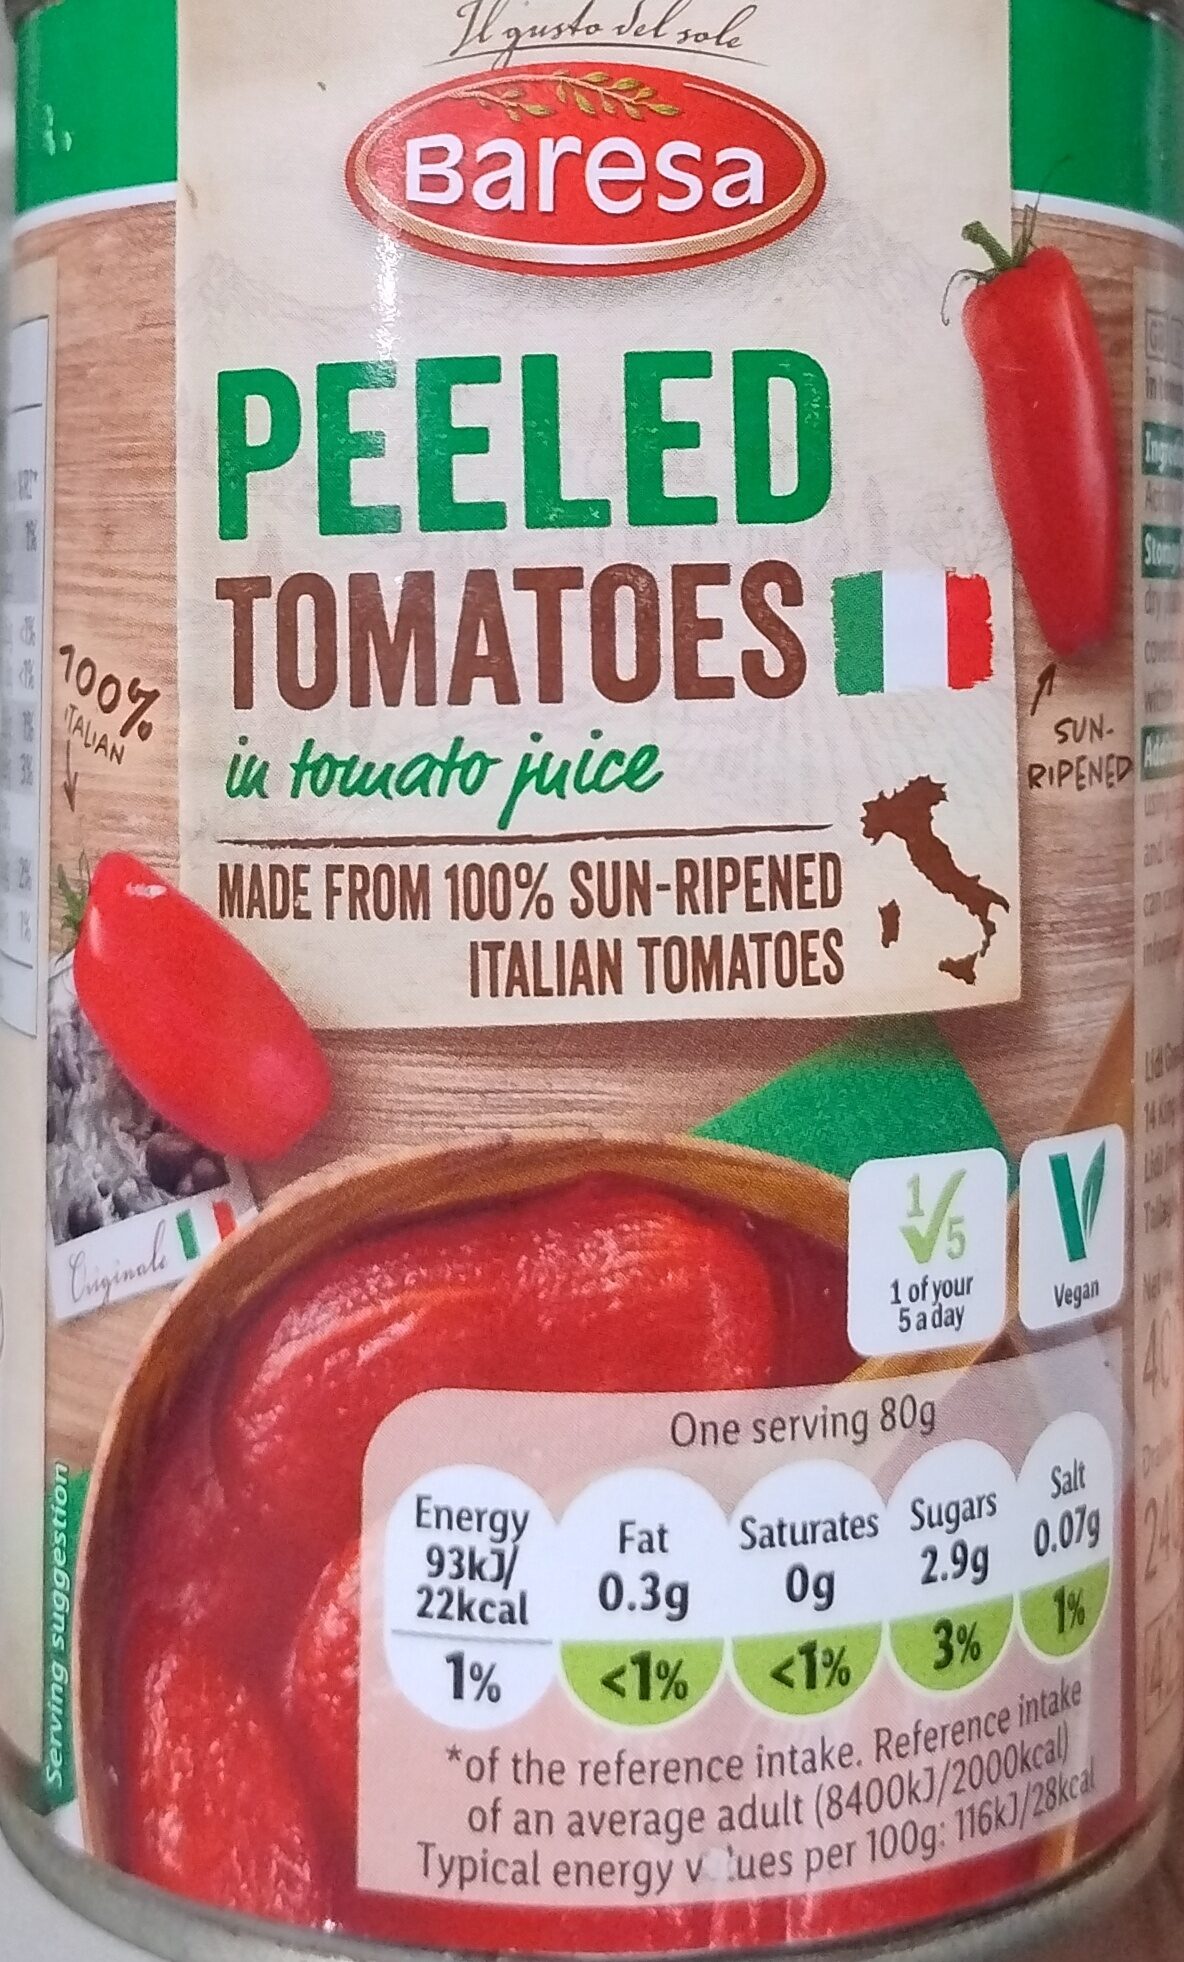 Il gusto del sole
Baresa
PEELED
TOMATOES
in tomato juice
MADE FROM 100% SUN-RIPENED
ITALIAN TOMATOES
100%
ITALIAN
SUN-
RIPENED
Originale
1/5
1 of your
5 a day
V
Vegan
Serving suggestion
One serving 80g
Energy
93kJ/
22kcal
1%
Fat
0.3g
<1%
Saturates
0g
<1%
Sugars
2.9g
3%
Salt
0.07g
1%
*of the reference intake. Reference intake
of an average adult (8400kJ/2000kcal)
Typical energy v lues per 100g: 116kJ/28kcal